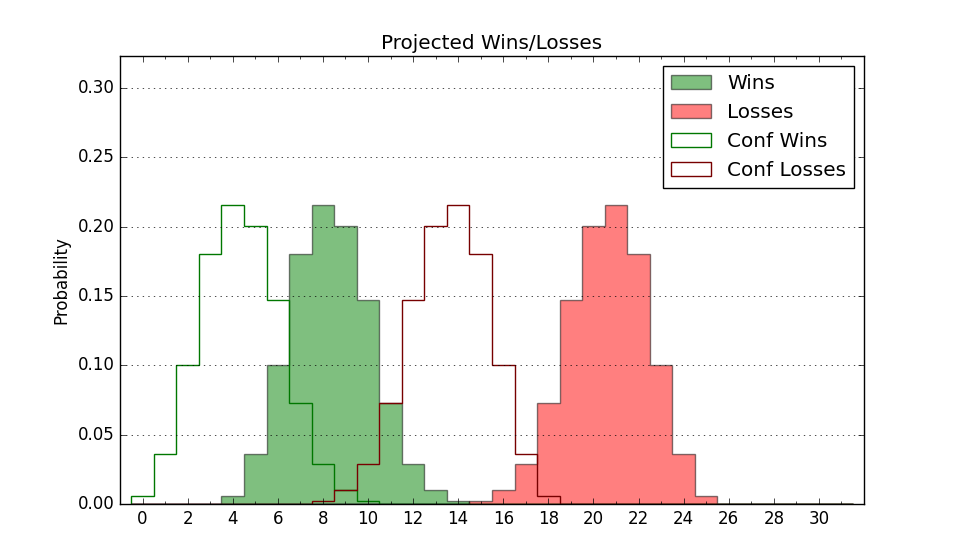 Projected Wins/Losses
Wins
Losses
Conf Wins
Conf Losses
Probability
0.30
0.25
0.20
0.15
0.10
0.05
0.00
0 2 4 6 8 10 12 14 16 18 20 22 24 26 28 30